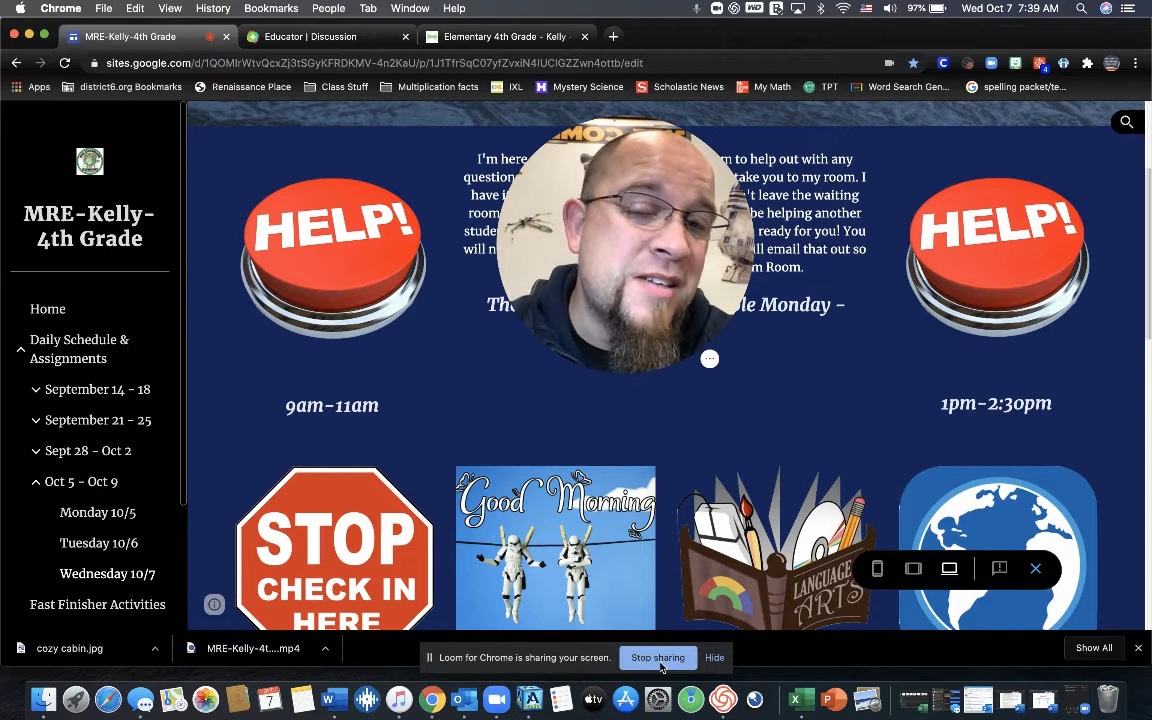 Chrome File Edit View History Bookmarks People Tab Window Help
97% Wed Oct 7 7:39 AM
MRE-Kelly-4th Grade
Educator | Discussion
Elementary 4th Grade - Kelly -
sites.google.com/d/1QOMIrWtvQcxZj3tSGyKFRDKMV-4n2KaU/p/1J1TfrSqC07yfZvxiN4IUClGZZwn4ottb/edit
Apps
district6.org Bookmarks
Renaissance Place
Class Stuff
Multiplication facts
IXL
Mystery Science
Scholastic News
My Math
TPT
Word Search Gen...
spelling packet/te...
MRE-Kelly-
4th Grade
Home
Daily Schedule &
Assignments
September 14 - 18
September 21 - 25
Sept 28 - Oct 2
Oct 5 - Oct 9
Monday 10/5
Tuesday 10/6
Wednesday 10/7
Fast Finisher Activities
HELP!
9am-11am
I'm here m to help out with any
question take you to my room. I
have i 't leave the waiting
room be helping another
stude ready for you! You
will n ll email that out so
m Room.
Th le Monday -
HELP!
1pm-2:30pm
STOP
CHECK IN
HERE
Good Morning
LANGUAGE
ARTS
cozy cabin.jpg
MRE-Kelly-4t....mp4
Loom for Chrome is sharing your screen.
Stop sharing
Hide
Show All